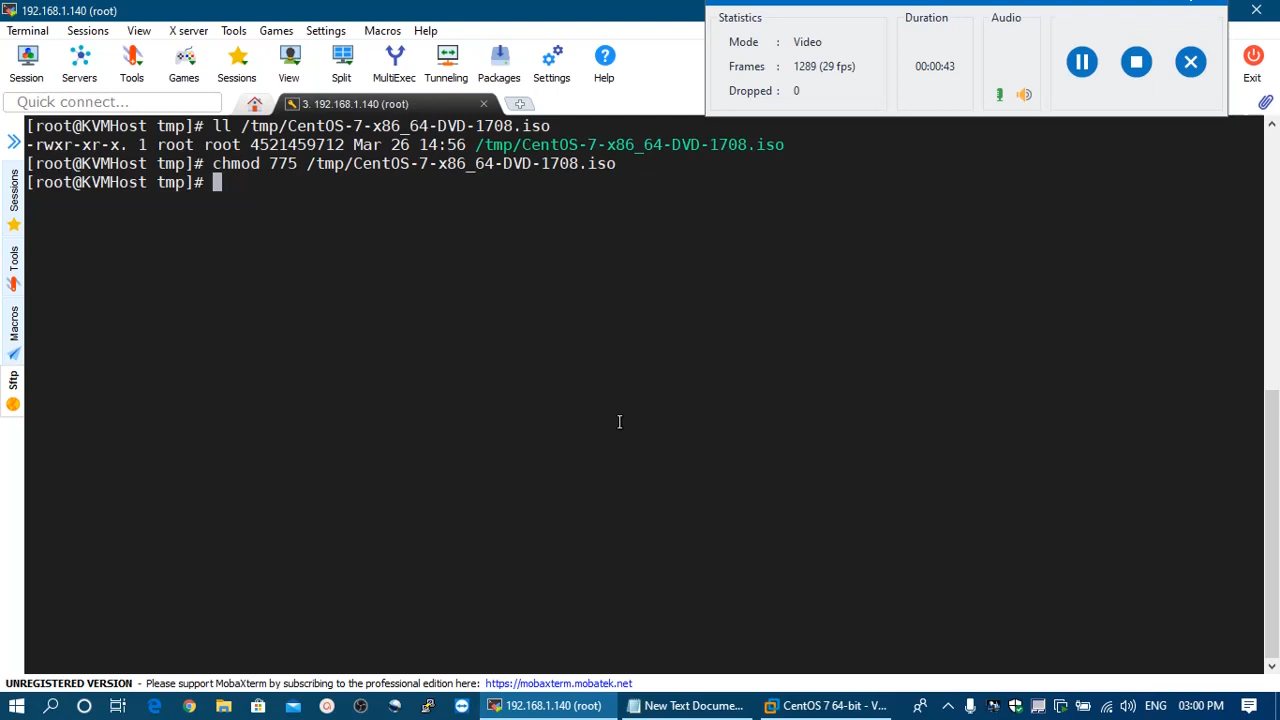 192.168.1.140 (root)
Terminal Sessions View X server Tools Games Settings Macros Help
Session Servers Tools Games Sessions View Split MultiExec Tunneling Packages Settings Help
Exit
Statistics
Mode : Video
Frames : 1289 (29 fps)
Dropped : 0
Duration
00:00:43
Audio
Quick connect...
3. 192.168.1.140 (root)
[root@KVMHost tmp]# ll /tmp/CentOS-7-x86_64-DVD-1708.iso
-rwxr-xr-x. 1 root root 4521459712 Mar 26 14:56 /tmp/CentOS-7-x86_64-DVD-1708.iso
[root@KVMHost tmp]# chmod 775 /tmp/CentOS-7-x86_64-DVD-1708.iso
[root@KVMHost tmp]#
Sessions
Tools
Macros
Sftp
UNREGISTERED VERSION - Please support MobaXterm by subscribing to the professional edition here: https://mobaxterm.mobatek.net
192.168.1.140 (root) New Text Docume... CentOS 7 64-bit - V... ENG 03:00 PM